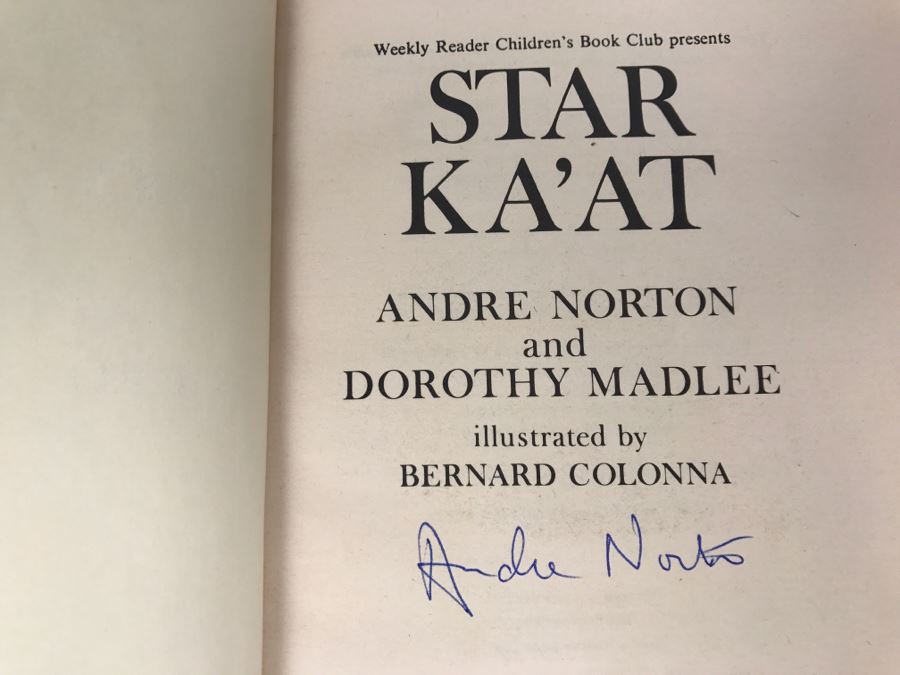 Weekly Reader Children's Book Club presents
STAR
KA'AT
ANDRE NORTON
and
DOROTHY MADLEE
illustrated by
BERNARD COLONNA
Andre Norton